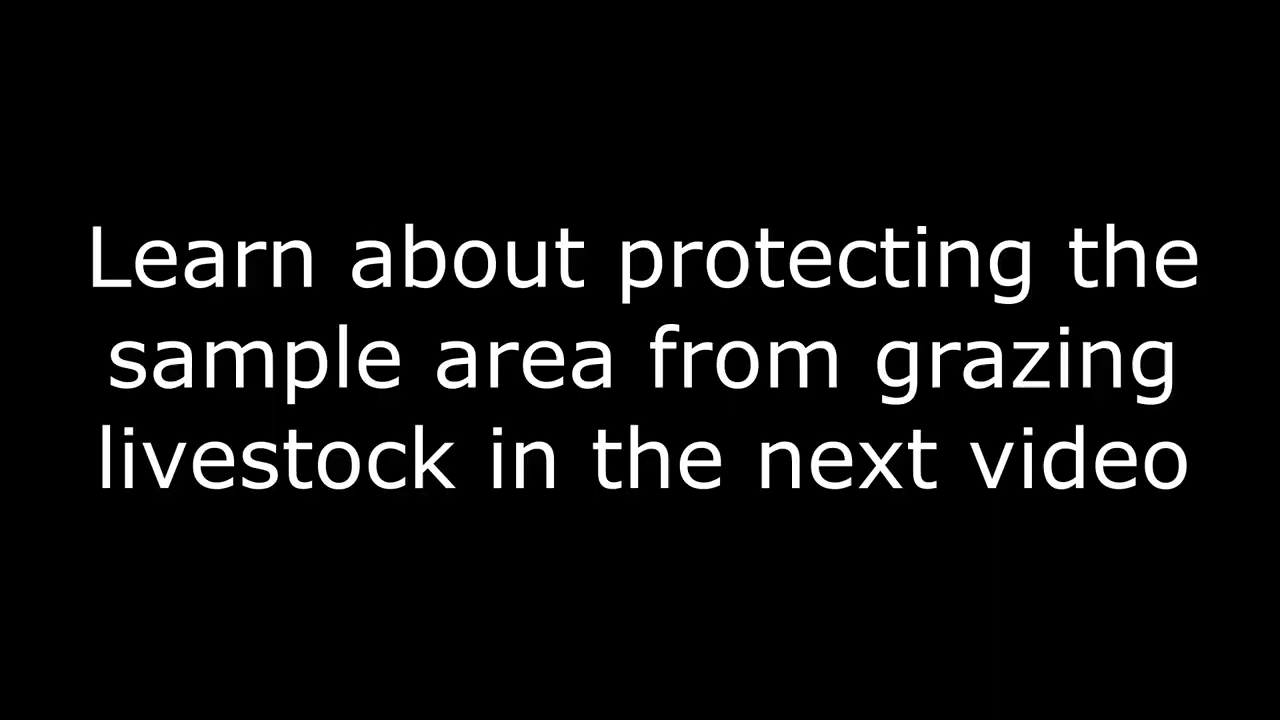 Learn about protecting the
sample area from grazing
livestock in the next video